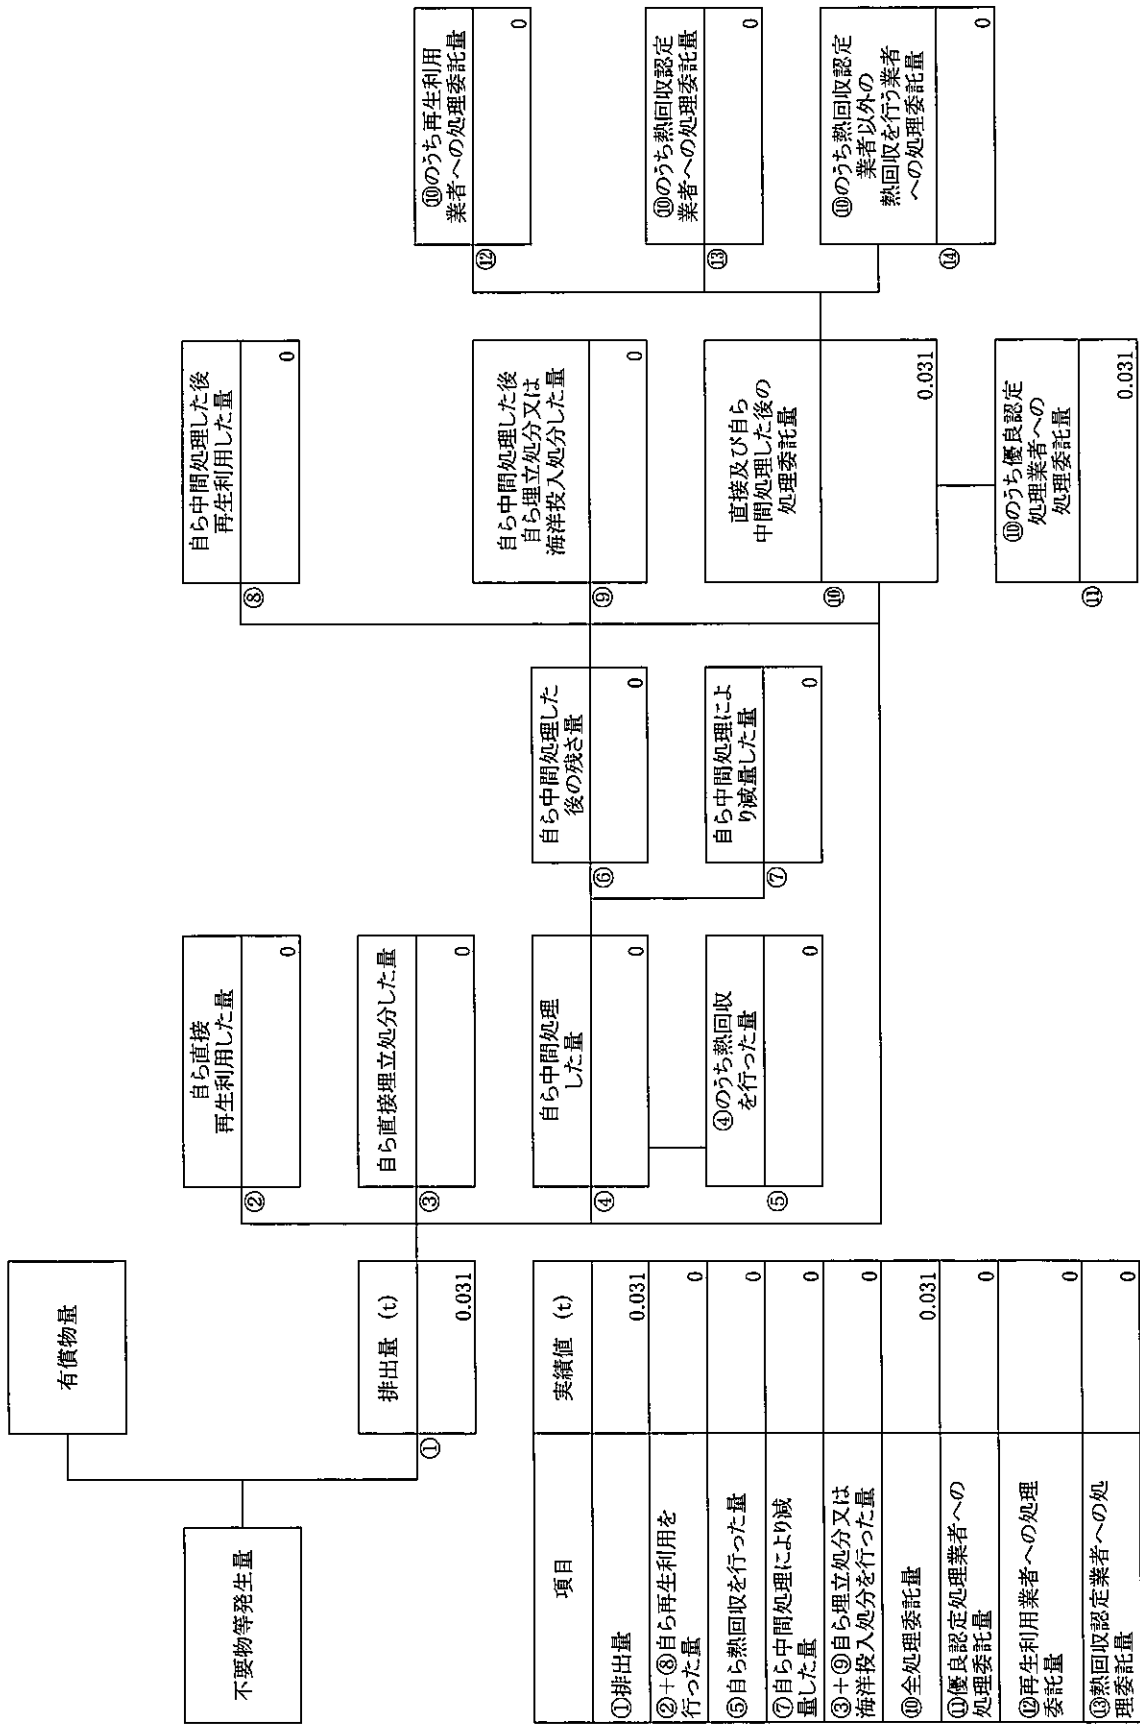 不要物等発生量
有償物量
排出量 (t)
①
0.031
自ら直接
再生利用した量
②
0
自ら直接埋立処分した量
③
0
自ら中間処理
した量
④
0
④のうち熱回収
を行った量
⑤
0
自ら中間処理した
後の残さ量
⑥
0
自ら中間処理によ
り減量した量
⑦
0
自ら中間処理した後
再生利用した量
⑧
0
自ら中間処理した後
自ら埋立処分又は
海洋投入処分した量
⑨
0
直接及び自ら
中間処理した後の
処理委託量
⑩
0.031
⑩のうち優良認定
処理業者への
処理委託量
⑪
0.031
⑩のうち再生利用
業者への処理委託量
⑫
0
⑩のうち熱回収認定
業者への処理委託量
⑬
0
⑩のうち熱回収認定
業者以外の
熱回収を行う業者
への処理委託量
⑭
0
項目 実績値 (t)
①排出量 0.031
②+⑧自ら再生利用を
行った量 0
⑤自ら熱回収を行った量 0
⑦自ら中間処理により減
量した量 0
③+⑨自ら埋立処分又は
海洋投入処分を行った量 0
⑩全処理委託量 0.031
⑪優良認定処理業者への
処理委託量 0
⑫再生利用業者への処理
委託量 0
⑬熱回収認定業者への処
理委託量 0